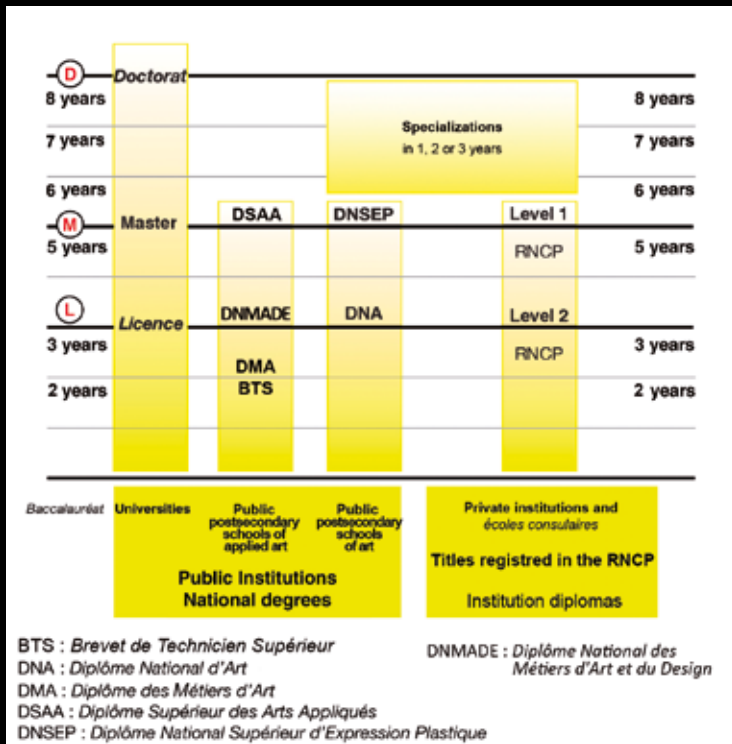 D Doctorat
8 years 8 years
Specializations
in 1, 2 or 3 years
7 years 7 years
6 years 6 years
DSAA DNSEP Level 1
M Master
5 years RNCP 5 years
L
DNMADE DNA Level 2
Licence
3 years RNCP 3 years
DMA
2 years BTS 2 years
Baccalauréat
Universities
Public
postsecondary
schools of
applied art
Public
postsecondary
schools
of art
Public Institutions
National degrees
Private institutions and
écoles consulaires
Titles registred in the RNCP
Institution diplomas
BTS : Brevet de Technicien Supérieur
DNA : Diplôme National d'Art
DMA : Diplôme des Métiers d'Art
DSAA : Diplôme Supérieur des Arts Appliqués
DNSEP : Diplôme National Supérieur d'Expression Plastique
DNMADE : Diplôme National des
Métiers d'Art et du Design